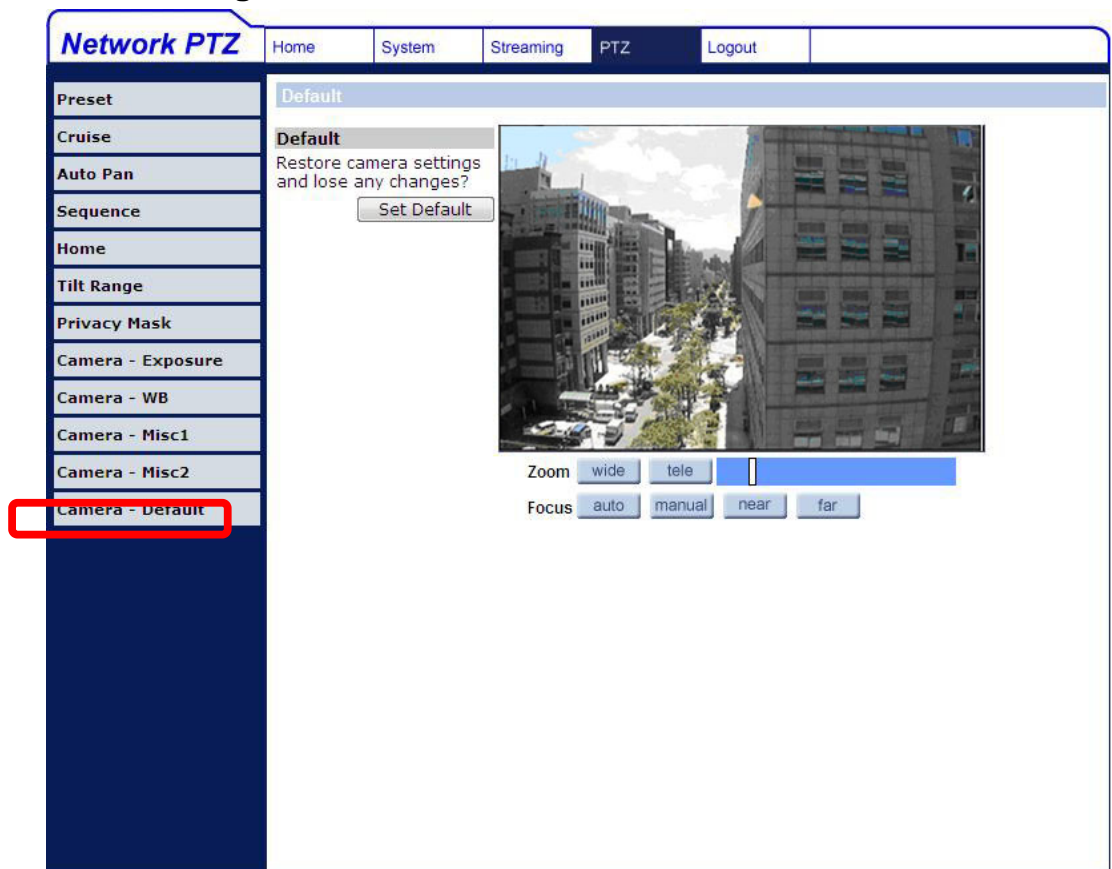 Network PTZ
Home System Streaming PTZ Logout
Preset
Cruise
Auto Pan
Sequence
Home
Tilt Range
Privacy Mask
Camera - Exposure
Camera - WB
Camera - Misc1
Camera - Misc2
Camera - Default
Default
Default
Restore camera settings
and lose any changes?
Set Default
Zoom wide tele
Focus auto manual near far